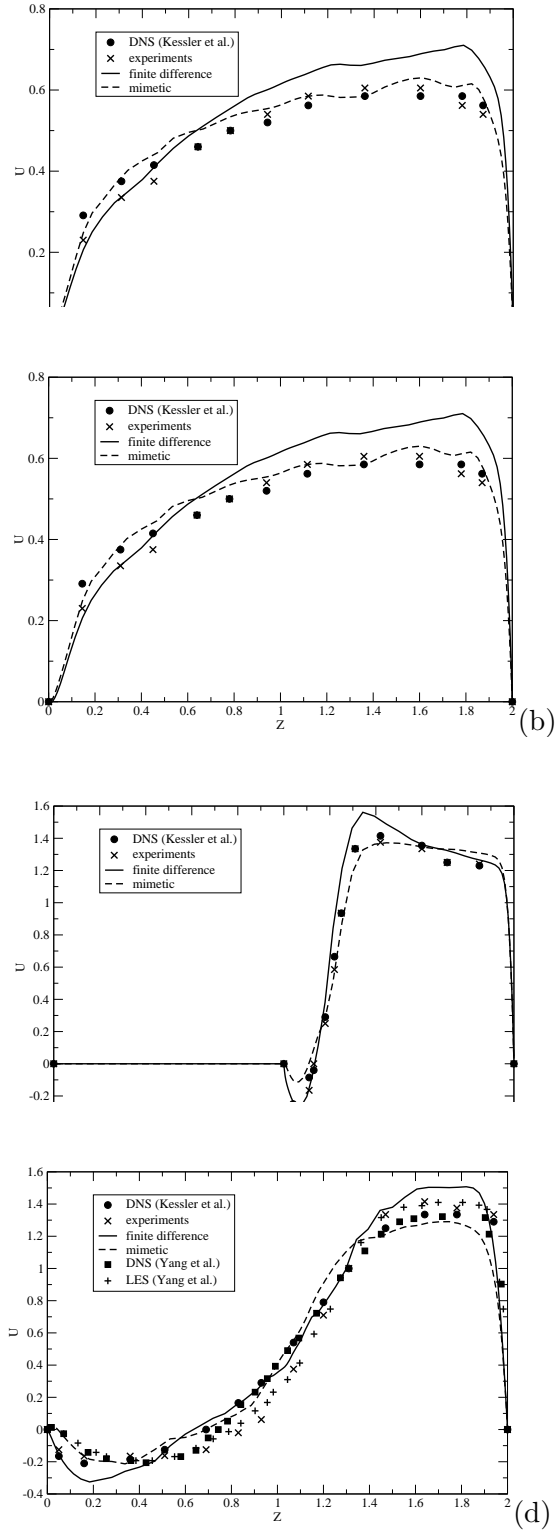 0.8
DNS (Kessler et al.)
experiments
finite difference
mimetic
0.6
U
0.4
0.2
0.8
DNS (Kessler et al.)
experiments
finite difference
mimetic
0.6
U
0.4
0.2
0
0 0.2 0.4 0.6 0.8 1 1.2 1.4 1.6 1.8 2
Z
(b)
1.6
DNS (Kessler et al.)
experiments
finite difference
mimetic
1.4
1.2
1
0.8
U
0.6
0.4
0.2
0
-0.2
1.6
DNS (Kessler et al.)
experiments
finite difference
mimetic
DNS (Yang et al.)
LES (Yang et al.)
1.4
1.2
1
0.8
U
0.6
0.4
0.2
0
-0.2
-0.4
0 0.2 0.4 0.6 0.8 1 1.2 1.4 1.6 1.8 2
Z
(d)